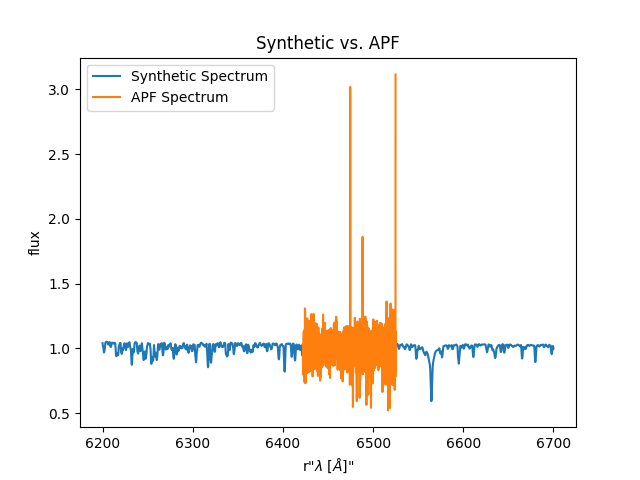 Synthetic vs. APF
Synthetic Spectrum
APF Spectrum
flux
3.0
2.5
2.0
1.5
1.0
0.5
6200 6300 6400 6500 6600 6700
r"λ [Å]"